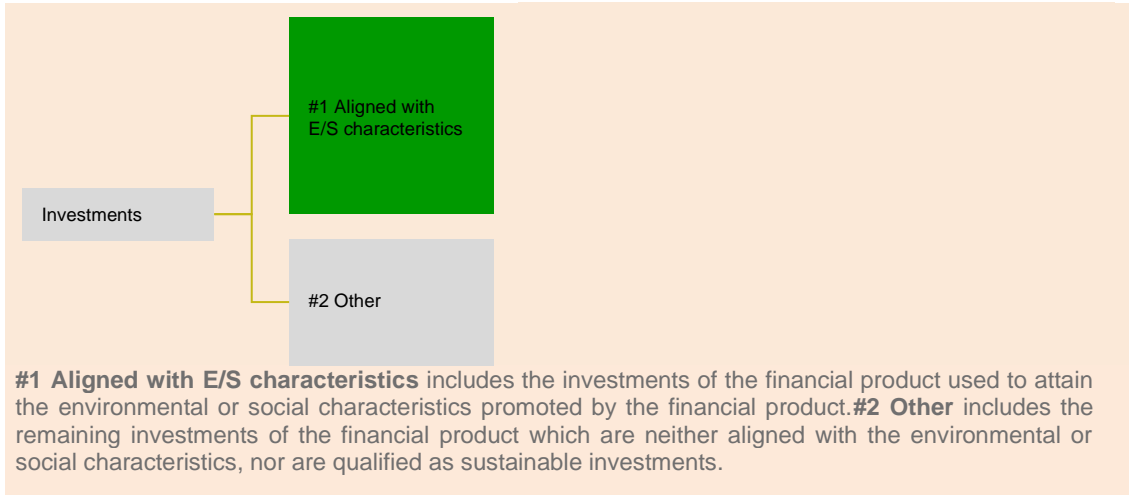 #1 Aligned with
E/S characteristics
Investments
#2 Other
#1 Aligned with E/S characteristics includes the investments of the financial product used to attain
the environmental or social characteristics promoted by the financial product.#2 Other includes the
remaining investments of the financial product which are neither aligned with the environmental or
social characteristics, nor are qualified as sustainable investments.